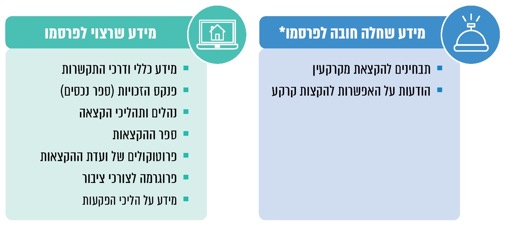 מידע שחלה חובה לפרסמו*
תבחינים להקצאת מקרקעין
הודעות על האפשרות להקצות קרקע
מידע שרצוי לפרסמו
מידע כללי ודרכי התקשרות
פנקס הזכויות (ספר נכסים)
נהלים ותהליכי הקצאה
ספר ההקצאות
פרוטוקולים של ועדת ההקצאות
פרוגרמה לצורכי ציבור
מידע על הליכי הפקעות